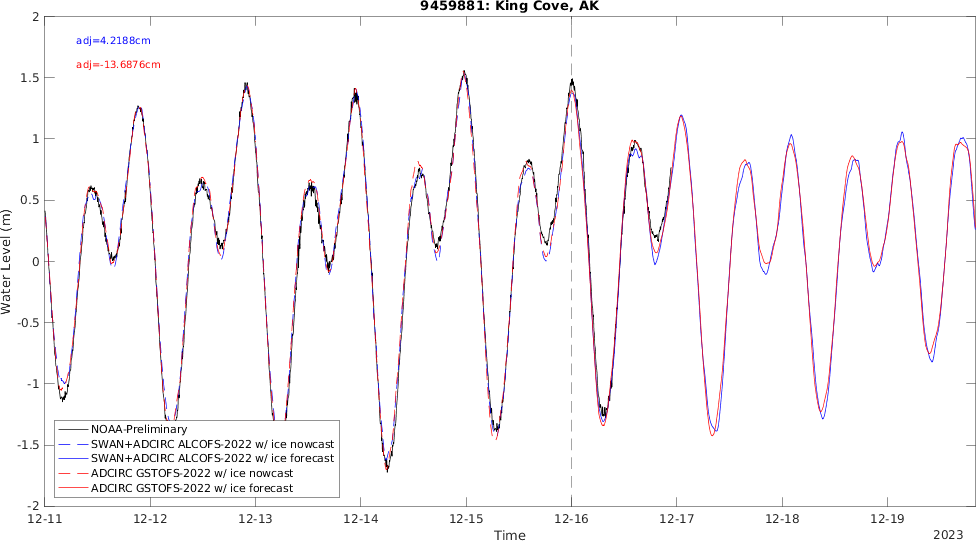 9459881: King Cove, AK
adj=4.2188cm
adj=-13.6876cm
Water Level (m)
2
1.5
1
0.5
0
-0.5
-1
-1.5
-2
NOAA-Preliminary
SWAN+ADCIRC ALCOFS-2022 w/ ice nowcast
SWAN+ADCIRC ALCOFS-2022 w/ ice forecast
ADCIRC GSTOFS-2022 w/ ice nowcast
ADCIRC GSTOFS-2022 w/ ice forecast
12-11 12-12 12-13 12-14 12-15 12-16 12-17 12-18 12-19
Time
2023